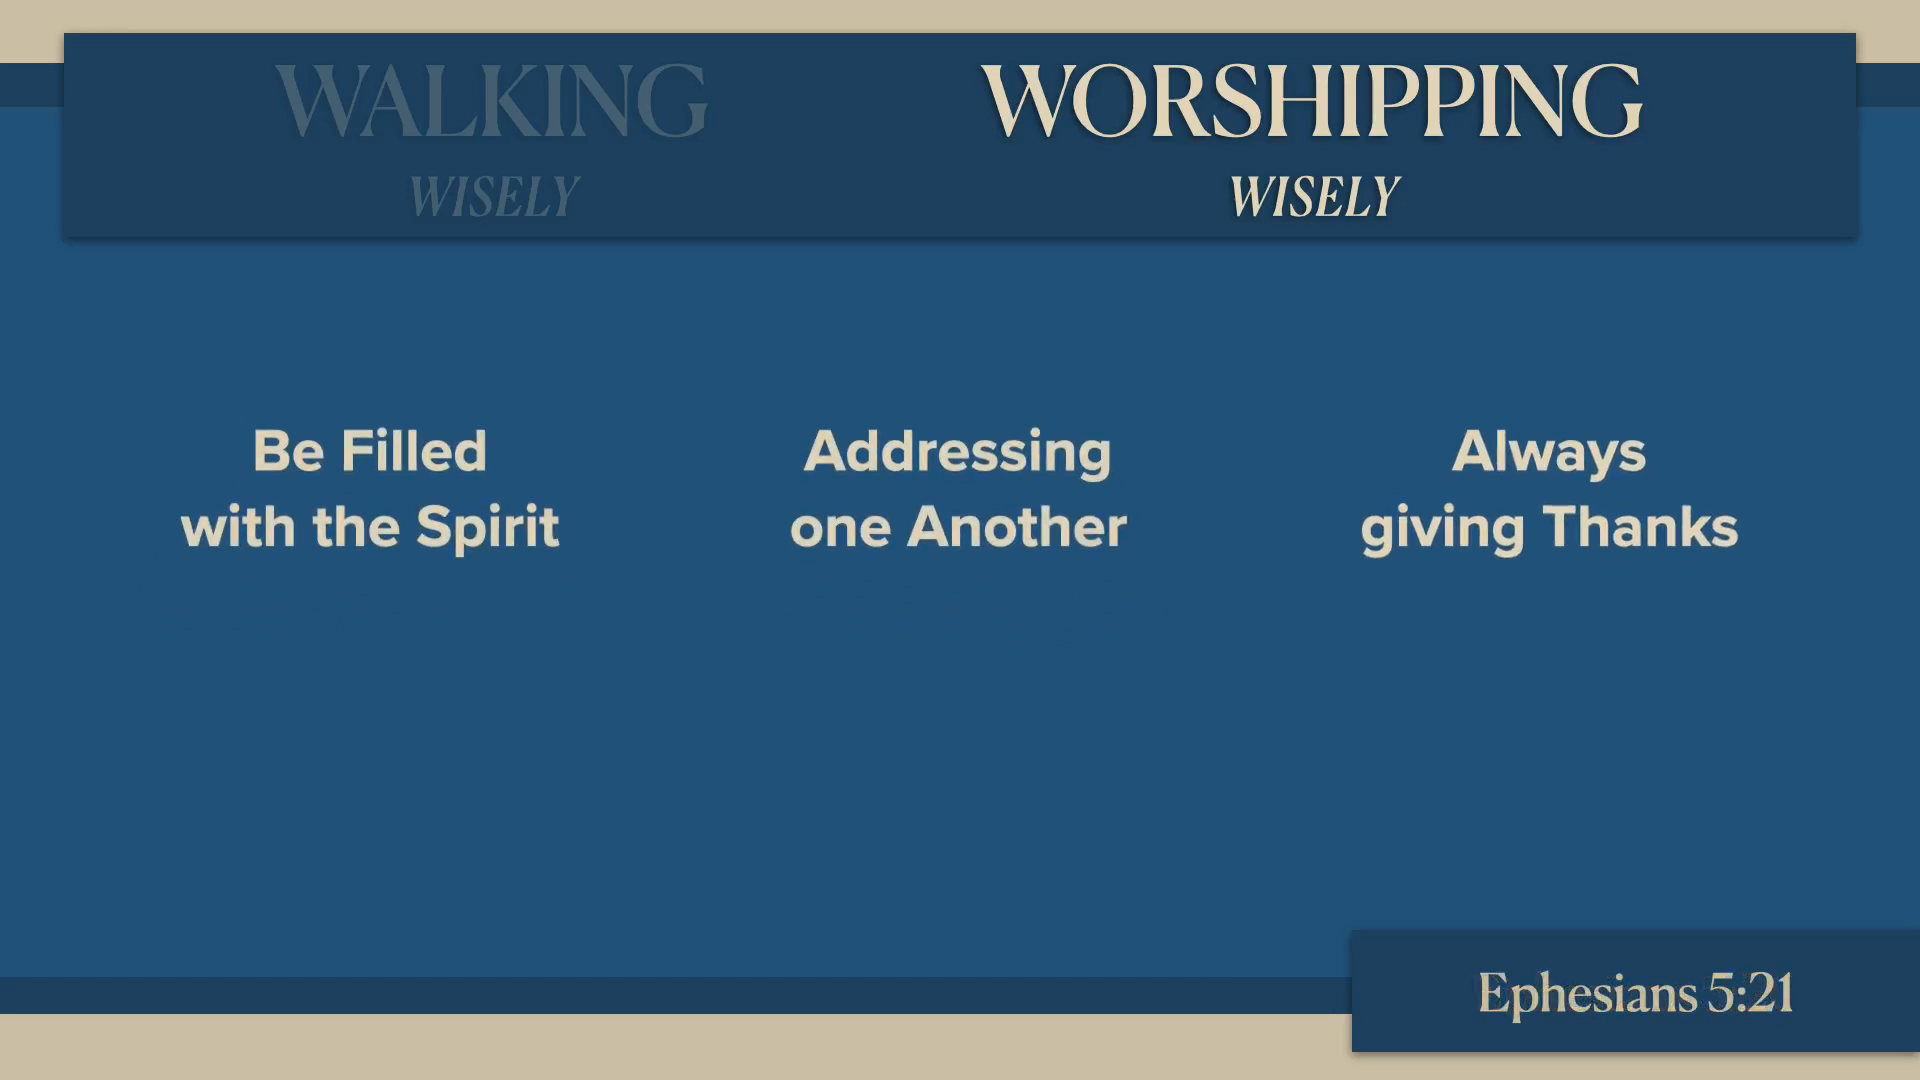 WALKING
WISELY
WORSHIPPING
WISELY
Be Filled
with the Spirit
Addressing
one Another
Always
giving Thanks
Ephesians 5:21